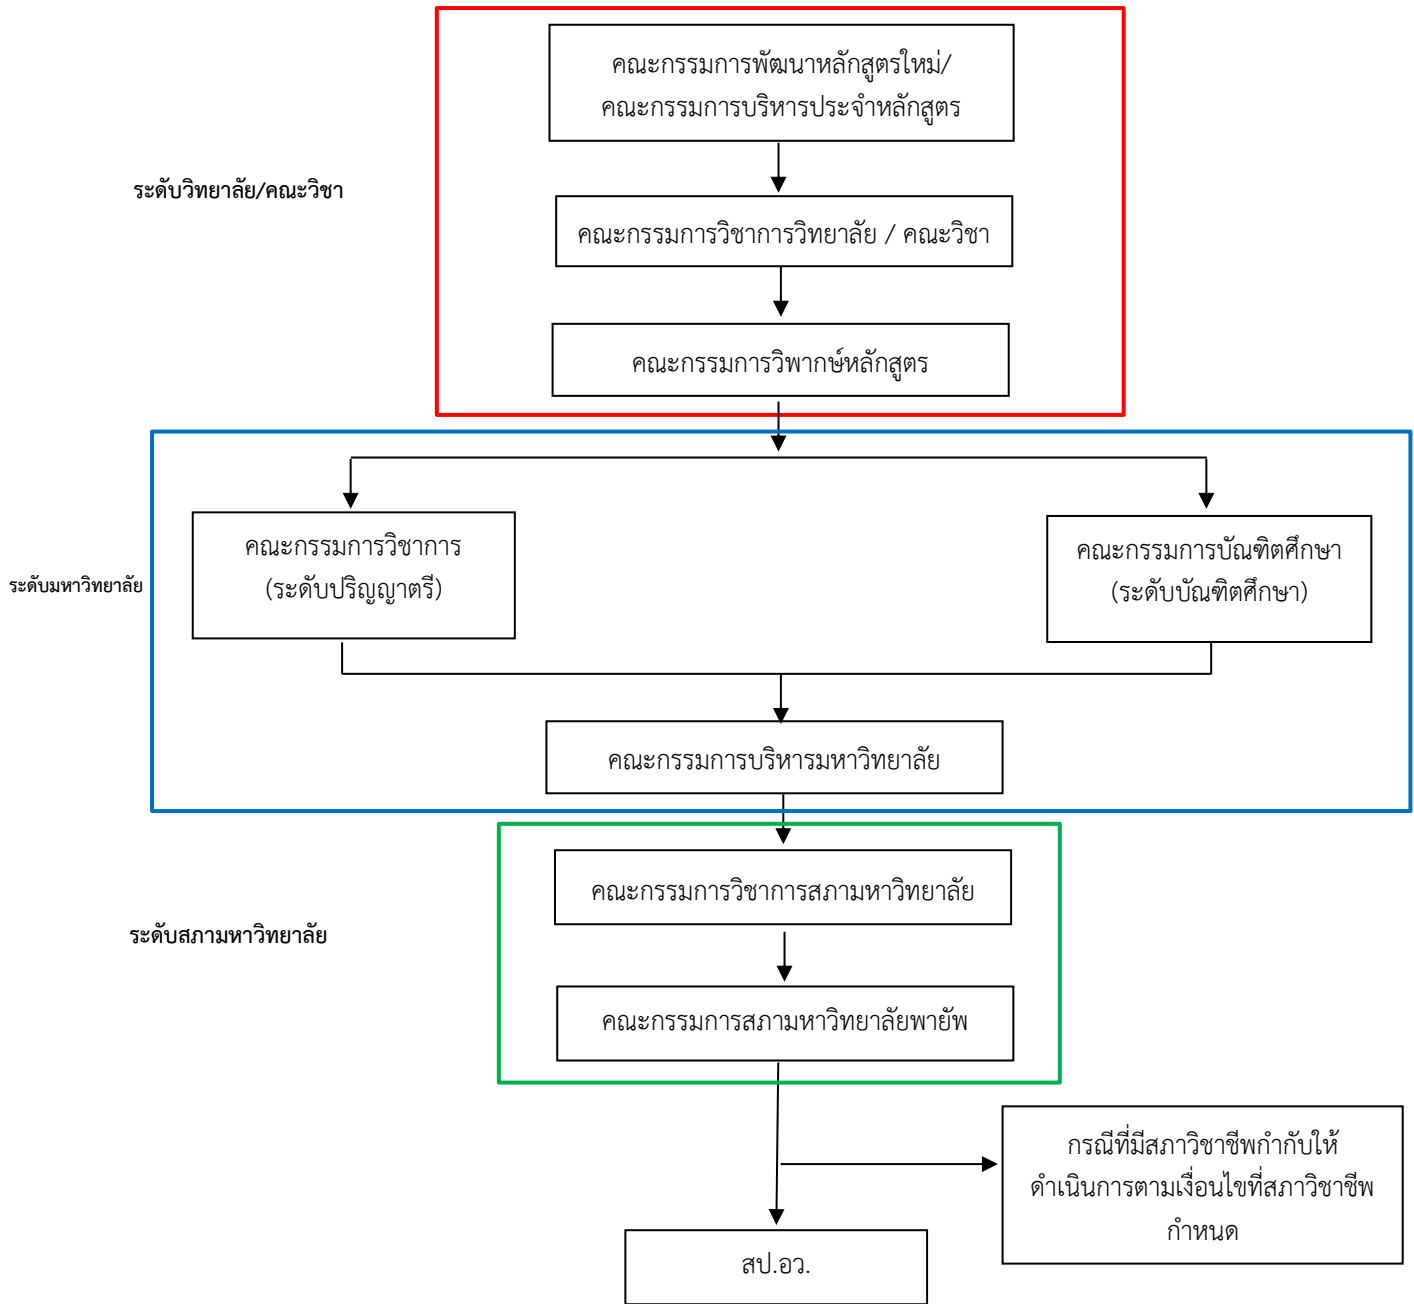 คณะกรรมการพัฒนาหลักสูตรใหม่/
คณะกรรมการบริหารประจำหลักสูตร
ระดับวิทยาลัย/คณะวิชา
คณะกรรมการวิชาการวิทยาลัย / คณะวิชา
คณะกรรมการวิพากษ์หลักสูตร
คณะกรรมการวิชาการ
(ระดับปริญญาตรี)
คณะกรรมการบัณฑิตศึกษา
(ระดับบัณฑิตศึกษา)
ระดับมหาวิทยาลัย
คณะกรรมการบริหารมหาวิทยาลัย
คณะกรรมการวิชาการสภามหาวิทยาลัย
ระดับสภามหาวิทยาลัย
คณะกรรมการสภามหาวิทยาลัยพายัพ
กรณีที่มีสภาวิชาชีพกำกับให้
ดำเนินการตามเงื่อนไขที่สภาวิชาชีพ
กำหนด
สป.อว.